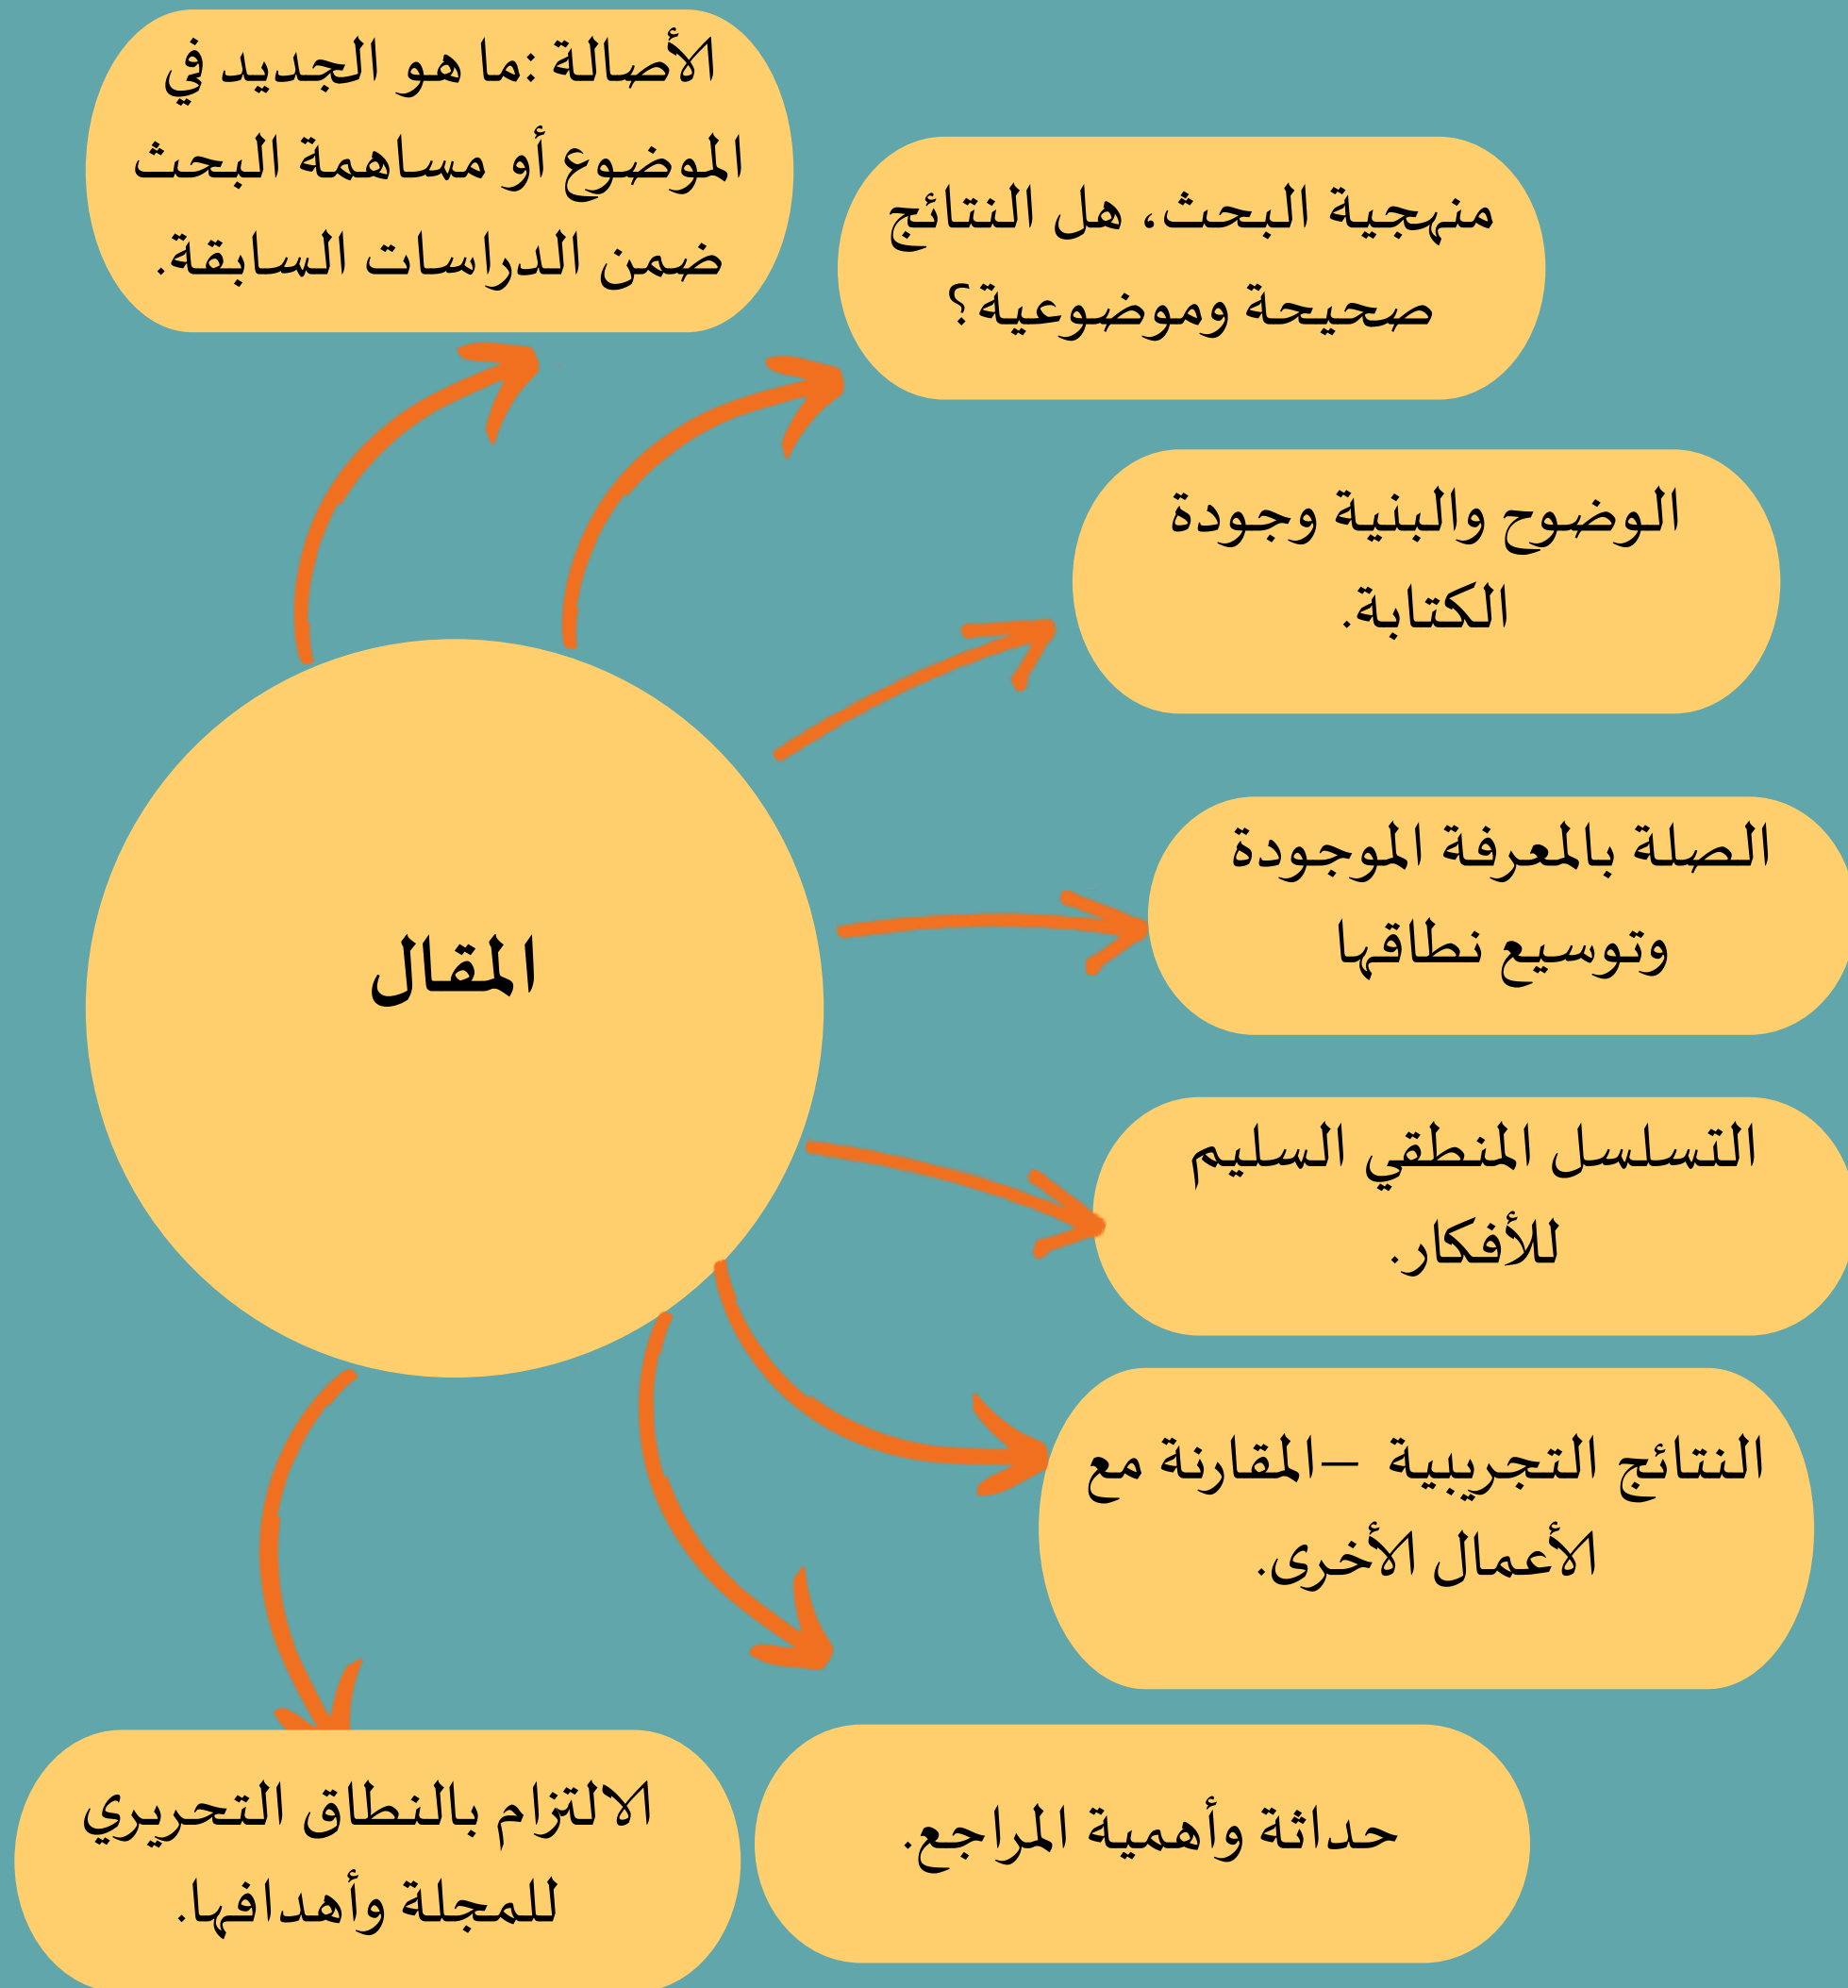 الأصالة :ما هو الجديد في
الموضوع أو مساهمة البحث
ضمن الدراسات السابقة.
منهجية البحث، هل النتائج
صحيحة وموضوعية؟
الوضوح والبنية وجودة
الكتابة.
الصلة بالمعرفة الموجودة
وتوسيع نطاقها
المقال
التسلسل المنطقي السليم
للأفكار.
النتائج التجريبية –المقارنة مع
الأعمال الأخرى.
حداثة وأهمية المراجع.
الالتزام بالنطاق التحريري
للمجلة وأهدافها.